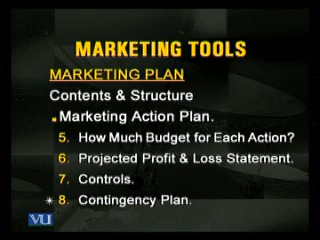 MARKETING TOOLS
MARKETING PLAN
Contents & Structure
Marketing Action Plan.
5. How Much Budget for Each Action?
6. Projected Profit & Loss Statement.
7. Controls.
8. Contingency Plan.
VU